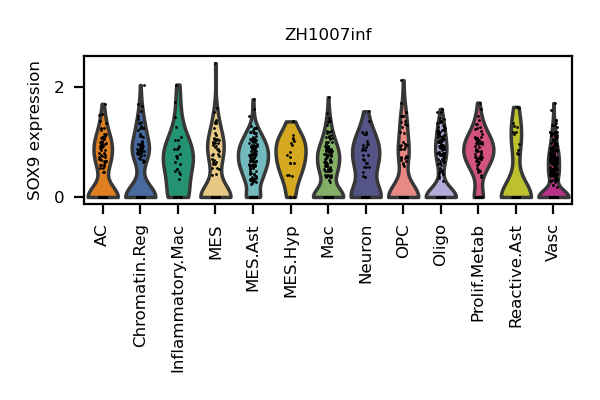 ZH1007inf
SOX9 expression
2
0
AC
Chromatin.Reg
Inflammatory.Mac
MES
MES.Ast
MES.Hyp
Mac
Neuron
OPC
Oligo
Prolif.Metab
Reactive.Ast
Vasc